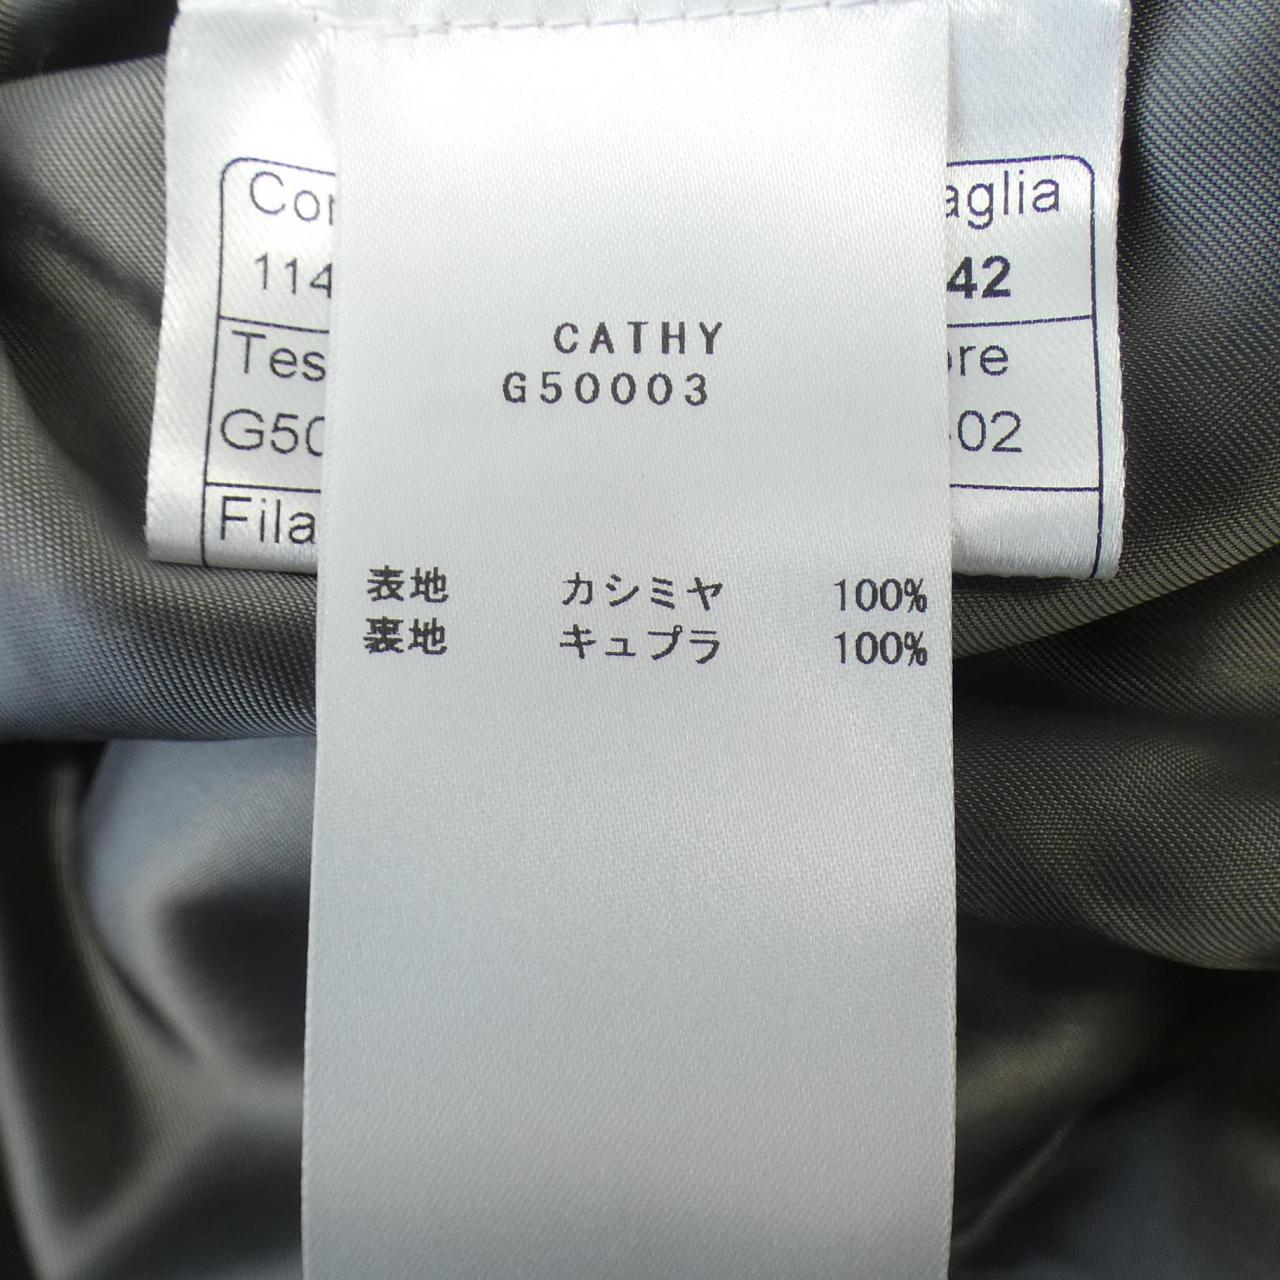 Cor
aglia
114
42
CATHY
Tes
ore
G50003
G50
02
Fila
表地 カシミヤ 100%
裏地 キュプラ 100%